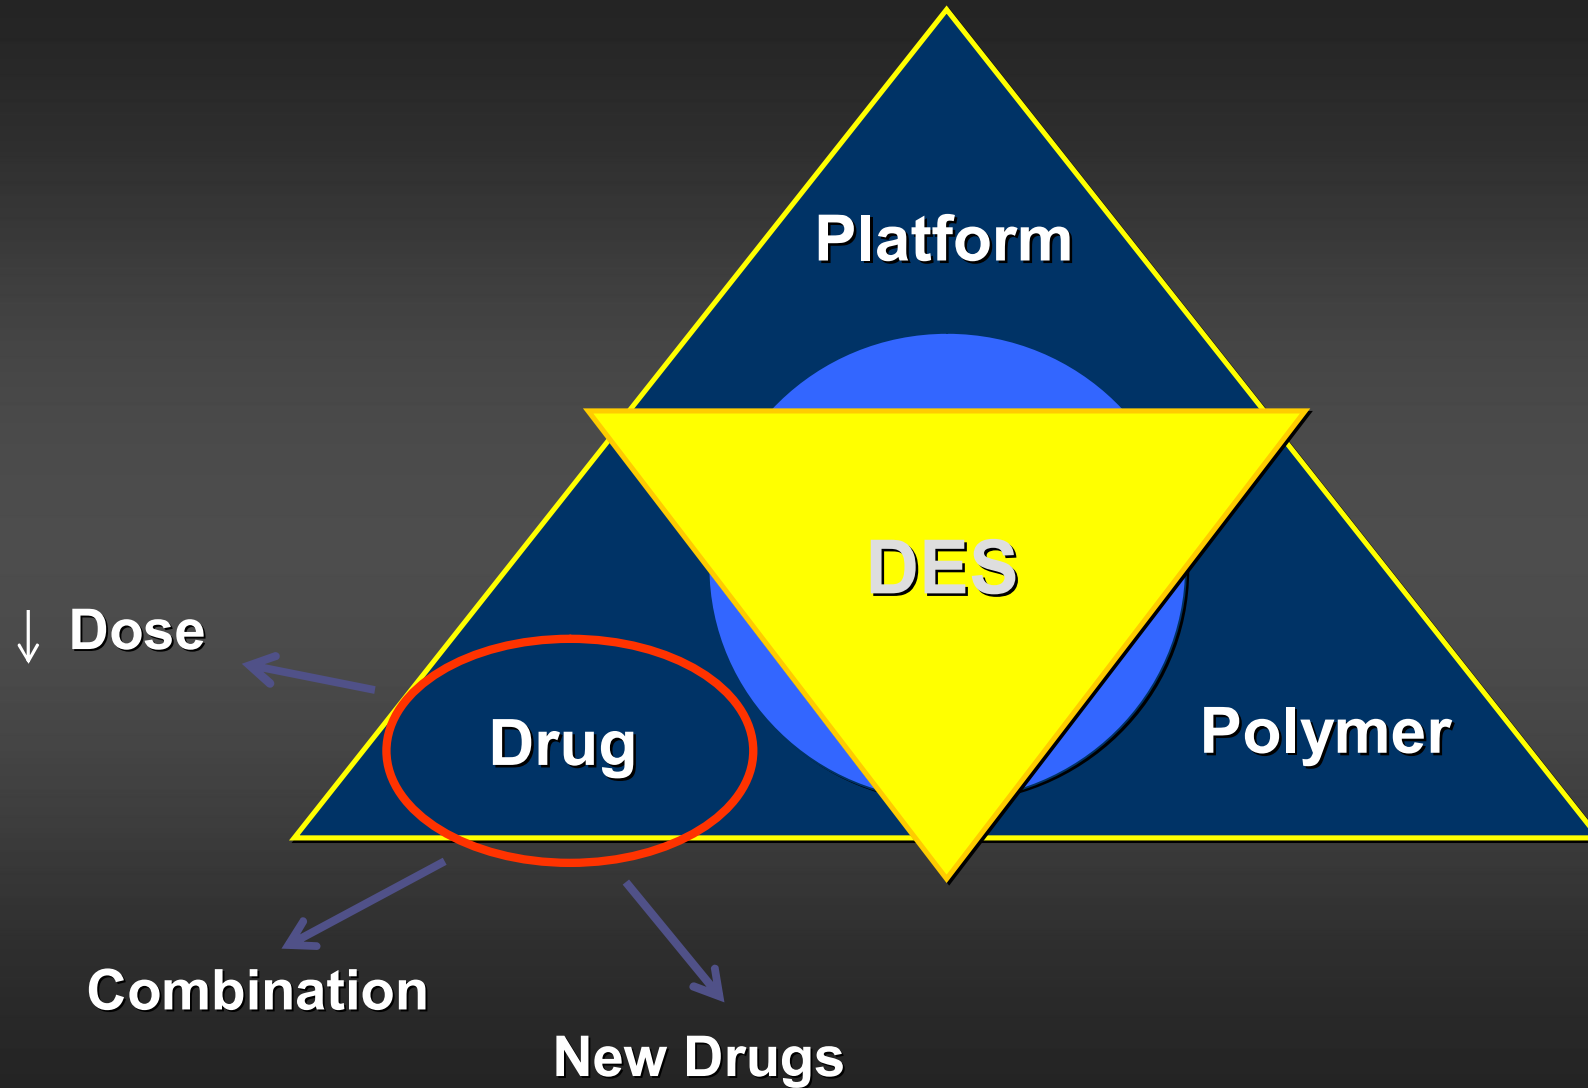 Platform
DES
↓ Dose
Drug
Polymer
Combination
New Drugs